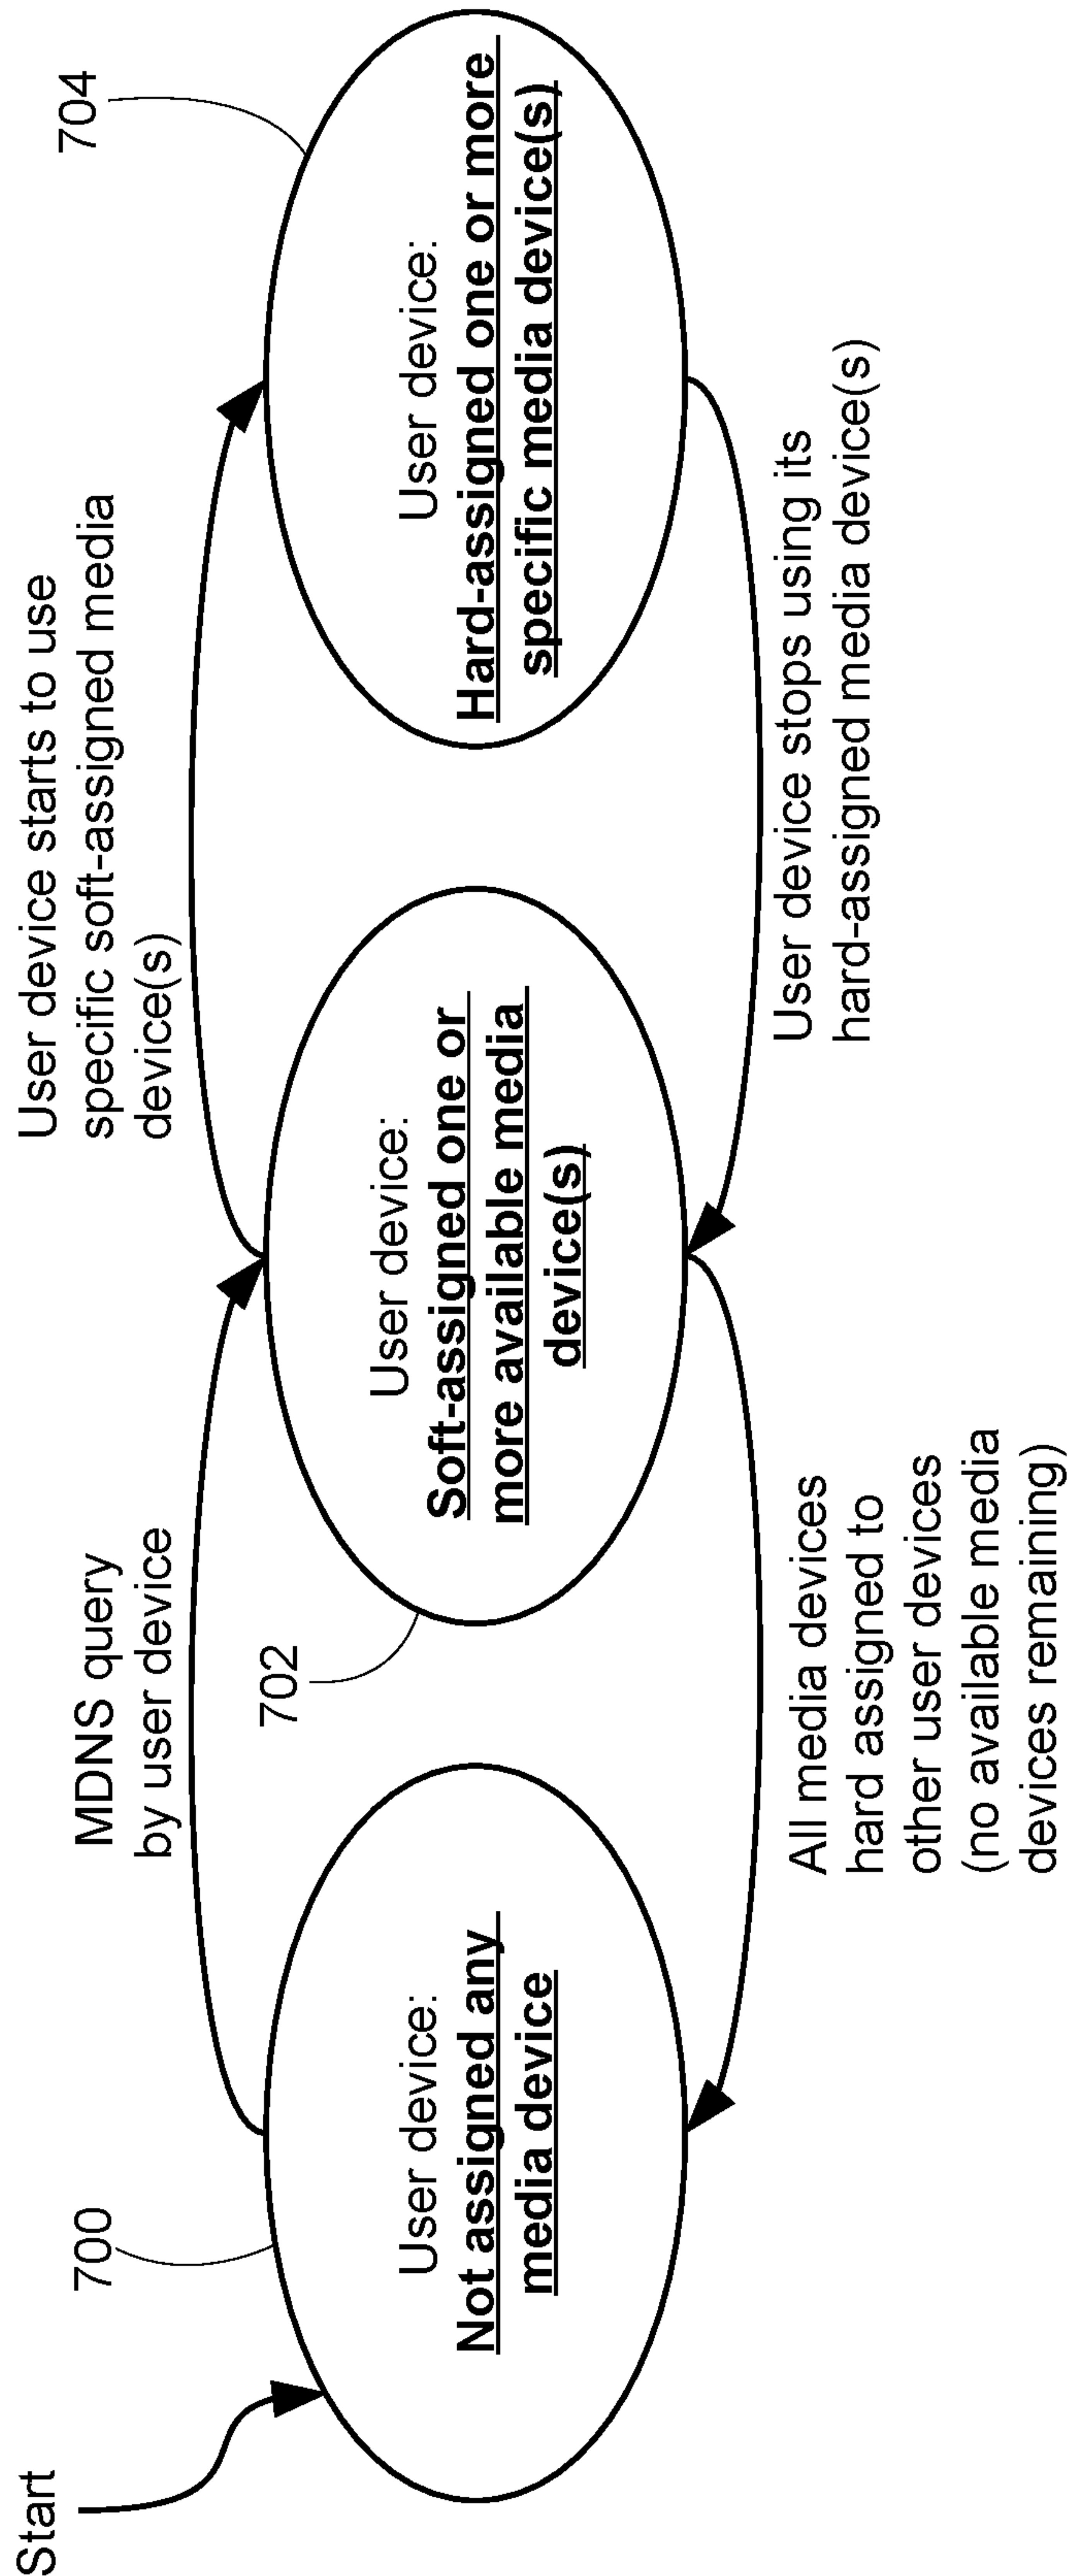 Start
700
User device:
Not assigned any
media device
MDNS query
by user device
702
User device:
Soft-assigned one or
more available media
device(s)
All media devices
hard assigned to
other user devices
(no available media
devices remaining)
User device starts to use
specific soft-assigned media
device(s)
704
User device:
Hard-assigned one or more
specific media device(s)
User device stops using its
hard-assigned media device(s)